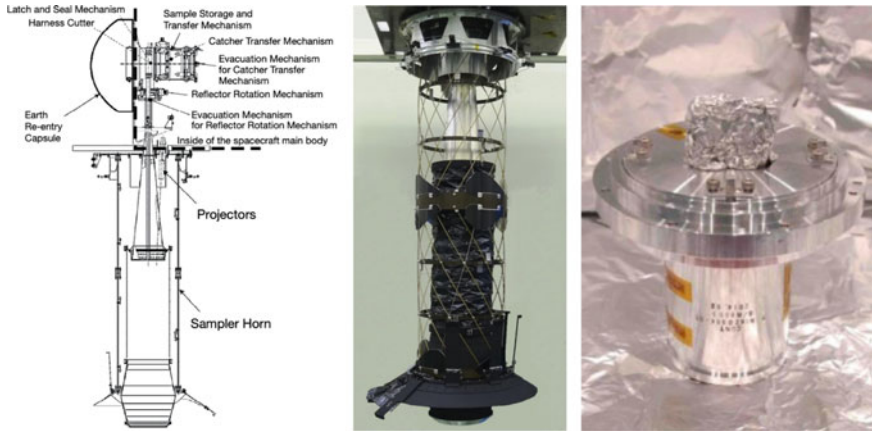 Latch and Seal Mechanism
Harness Cutter
Sample Storage and
Transfer Mechanism
Catcher Transfer Mechanism
Evacuation Mechanism
for Catcher Transfer
Mechanism
Reflector Rotation Mechanism
Evacuation Mechanism
for Reflector Rotation Mechanism
Earth
Re-entry
Capsule
Inside of the spacecraft main body
Projectors
Sampler Horn